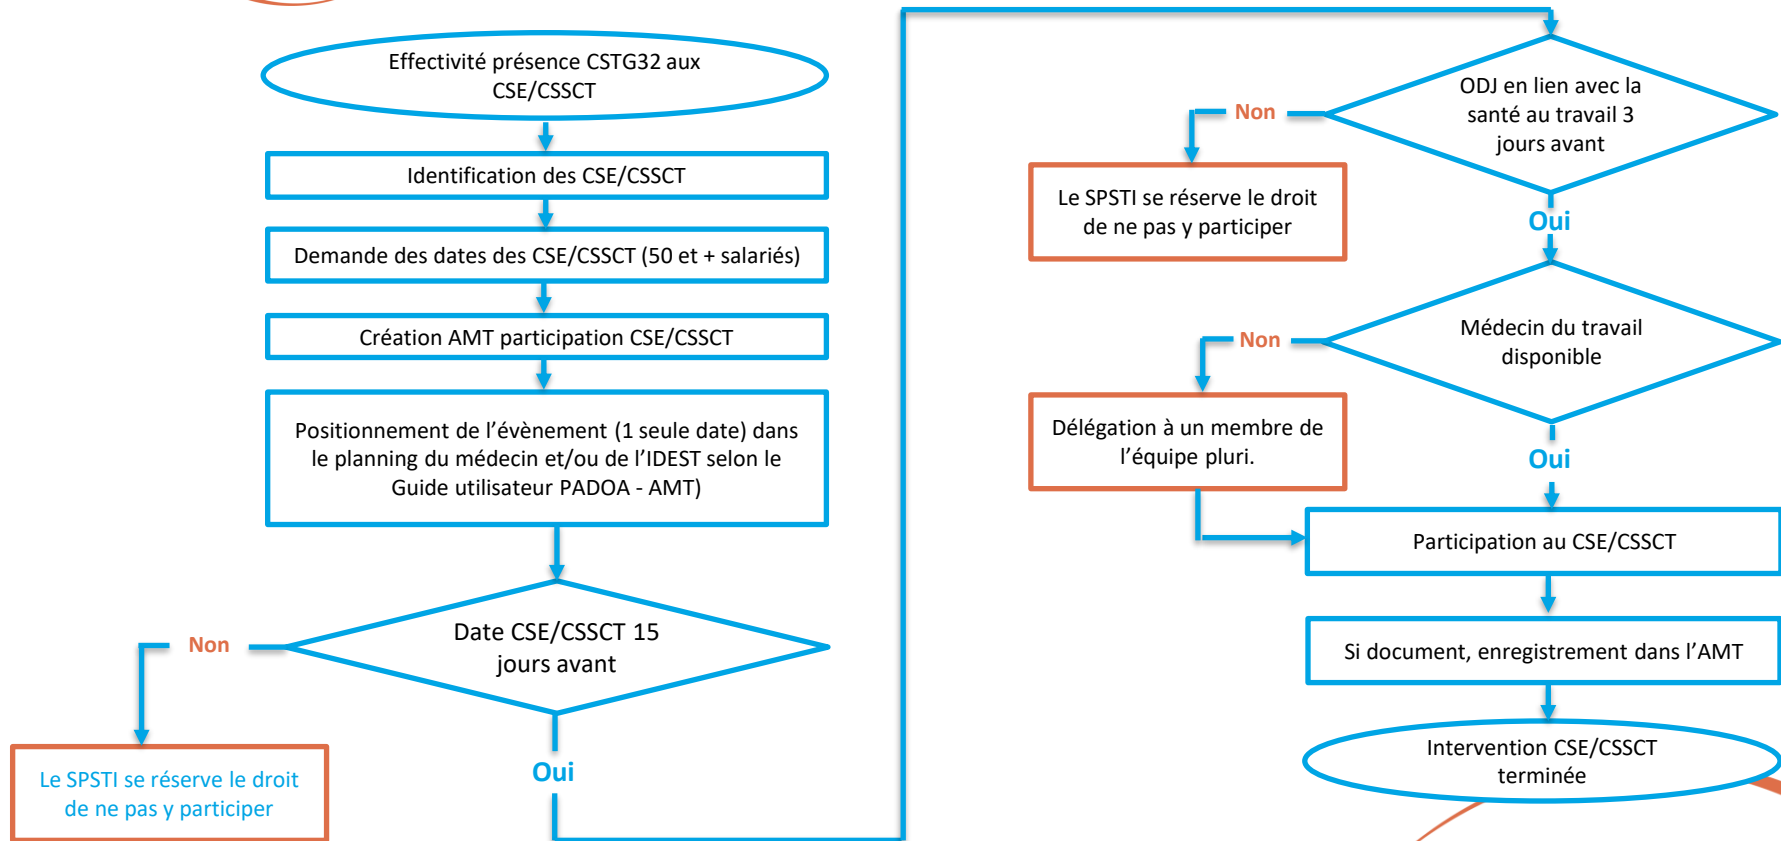 Effectivité présence CSTG32 aux
CSE/CSSCT
Identification des CSE/CSSCT
Demande des dates des CSE/CSSCT (50 et + salariés)
Création AMT participation CSE/CSSCT
Positionnement de l’évènement (1 seule date) dans
le planning du médecin et/ou de l’IDEST selon le
Guide utilisateur PADOA - AMT)
Date CSE/CSSCT 15
jours avant
Non
Le SPSTI se réserve le droit
de ne pas y participer
Oui
ODJ en lien avec la
santé au travail 3
jours avant
Non
Le SPSTI se réserve le droit
de ne pas y participer
Oui
Médecin du travail
disponible
Non
Délégation à un membre de
l’équipe pluri.
Oui
Participation au CSE/CSSCT
Si document, enregistrement dans l’AMT
Intervention CSE/CSSCT
terminée